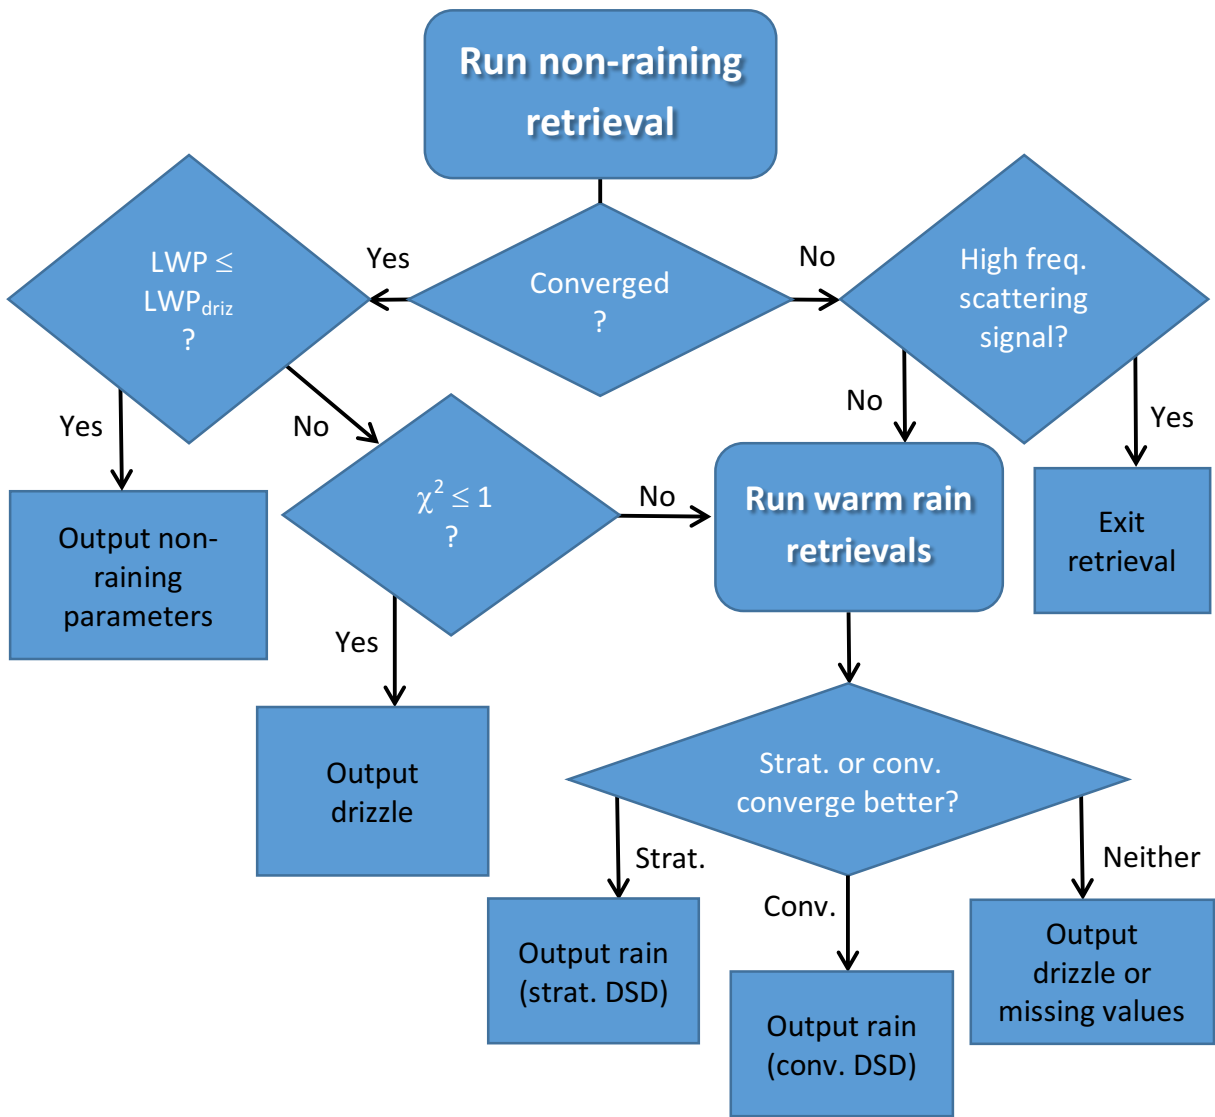 Run non-raining
retrieval
LWP ≤
LWP_driz
?
Yes
Converged
?
No
High freq.
scattering
signal?
Yes
No
No
Yes
Output non-
raining
parameters
χ² ≤ 1
?
No
Run warm rain
retrievals
Exit
retrieval
Yes
Output
drizzle
Strat. or conv.
converge better?
Strat.
Conv.
Neither
Output rain
(strat. DSD)
Output rain
(conv. DSD)
Output
drizzle or
missing values